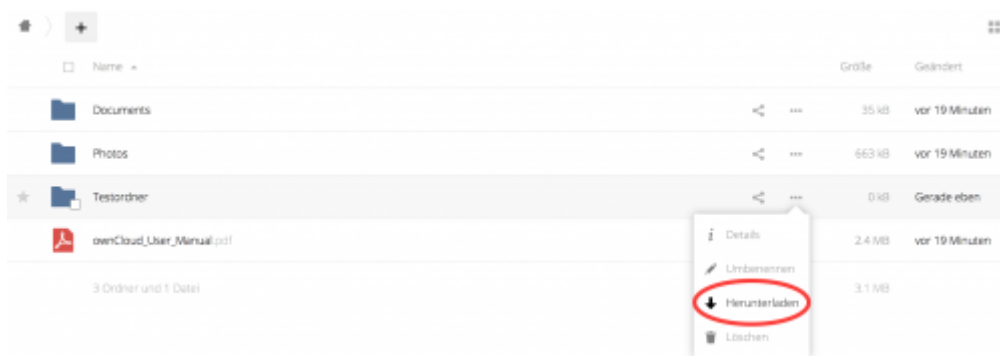 Name Größe Geändert
Documents 35 kB vor 19 Minuten
Photos 663 kB vor 19 Minuten
Testordner 0 kB Gerade eben
ownCloud_User_Manual.pdf 2.4 MB vor 19 Minuten
3 Ordner und 1 Datei 3.1 MB
Details
Umbenennen
Herunterladen
Löschen